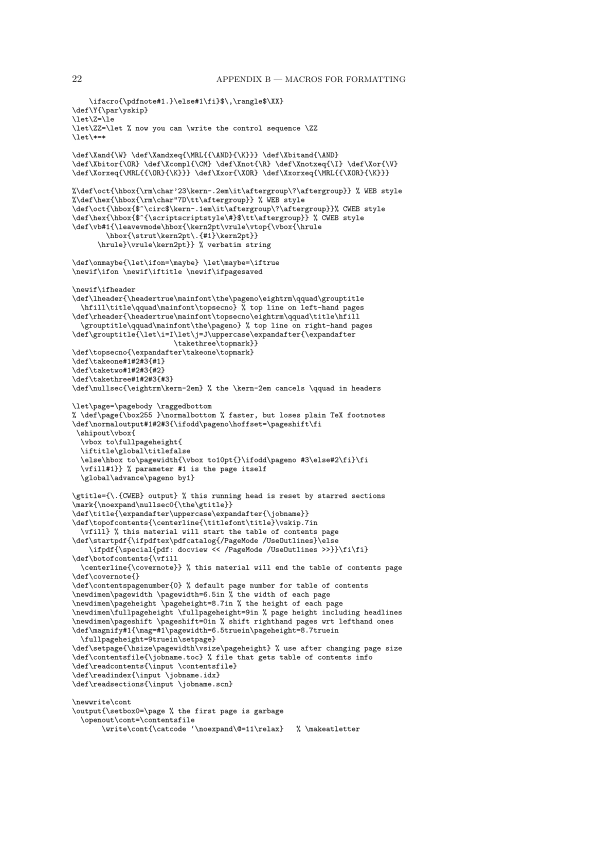 22 APPENDIX B — MACROS FOR FORMATTING
\ifacro{\pdfnote#1.}\else#1\fi}$\,\rangle$\XX}
\def\Y{\par\yskip}
\let\Z=\le
\let\ZZ=\let % now you can \write the control sequence \ZZ
\let\*=*
\def\Xand{\W} \def\Xandxeq{\MRL{{\AND}{\K}}} \def\Xbitand{\AND}
\def\Xbitor{\OR} \def\Xcompl{\CM} \def\Xnot{\R} \def\Xnotxeq{\I} \def\Xor{\V}
\def\Xorxeq{\MRL{{\OR}{\K}}} \def\Xxor{\XOR} \def\Xxorxeq{\MRL{{\XOR}{\K}}}
%\def\oct{\hbox{\rm\char'23\kern-.2em\it\aftergroup\?\aftergroup}} % WEB style
%\def\hex{\hbox{\rm\char"7D\tt\aftergroup}} % WEB style
\def\oct{\hbox{$^\circ$\kern-.1em\it\aftergroup\?\aftergroup}}% CWEB style
\def\hex{\hbox{$^{\scriptscriptstyle\#}$\tt\aftergroup}} % CWEB style
\def\vb#1{\leavevmode\hbox{\kern2pt\vrule\vtop{\vbox{\hrule
\hbox{\strut\kern2pt\.{#1}\kern2pt}}
\hrule}\vrule\kern2pt}} % verbatim string
\def\onmaybe{\let\ifon=\maybe} \let\maybe=\iftrue
\newif\ifon \newif\iftitle \newif\ifpagesaved
\newif\ifheader
\def\lheader{\headertrue\mainfont\the\pageno\eightrm\qquad\grouptitle
\hfill\title\qquad\mainfont\topsecno} % top line on left-hand pages
\def\rheader{\headertrue\mainfont\topsecno\eightrm\qquad\title\hfill
\grouptitle\qquad\mainfont\the\pageno} % top line on right-hand pages
\def\grouptitle{\let\i=I\let\j=J\uppercase\expandafter{\expandafter
\takethree\topmark}}
\def\topsecno{\expandafter\takeone\topmark}
\def\takeone#1#2#3{#1}
\def\taketwo#1#2#3{#2}
\def\takethree#1#2#3{#3}
\def\nullsec{\eightrm\kern-2em} % the \kern-2em cancels \qquad in headers
\let\page=\pagebody \raggedbottom
% \def\page{\box255 }\normalbottom % faster, but loses plain TeX footnotes
\def\normaloutput#1#2#3{\ifodd\pageno\hoffset=\pageshift\fi
\shipout\vbox{
\vbox to\fullpageheight{
\iftitle\global\titlefalse
\else\hbox to\pagewidth{\vbox to10pt{}\ifodd\pageno #3\else#2\fi}\fi
\vfill#1}} % parameter #1 is the page itself
\global\advance\pageno by1}
\gtitle={\.{CWEB} output} % this running head is reset by starred sections
\mark{\noexpand\nullsec0{\the\gtitle}}
\def\title{\expandafter\uppercase\expandafter{\jobname}}
\def\topofcontents{\centerline{\titlefont\title}\vskip.7in
\vfill} % this material will start the table of contents page
\def\startpdf{\ifpdftex\pdfcatalog{/PageMode /UseOutlines}\else
\ifpdf{\special{pdf: docview << /PageMode /UseOutlines >>}}\fi\fi}
\def\botofcontents{\vfill
\centerline{\covernote}} % this material will end the table of contents page
\def\covernote{}
\def\contentspagenumber{0} % default page number for table of contents
\newdimen\pagewidth \pagewidth=6.5in % the width of each page
\newdimen\pageheight \pageheight=8.7in % the height of each page
\newdimen\fullpageheight \fullpageheight=9in % page height including headlines
\newdimen\pageshift \pageshift=0in % shift righthand pages wrt lefthand ones
\def\magnify#1{\mag=#1\pagewidth=6.5truein\pageheight=8.7truein
\fullpageheight=9truein\setpage}
\def\setpage{\hsize\pagewidth\vsize\pageheight} % use after changing page size
\def\contentsfile{\jobname.toc} % file that gets table of contents info
\def\readcontents{\input \contentsfile}
\def\readindex{\input \jobname.idx}
\def\readsections{\input \jobname.scn}
\newwrite\cont
\output{\setbox0=\page % the first page is garbage
\openout\cont=\contentsfile
\write\cont{\catcode `\noexpand\@=11\relax} % \makeatletter